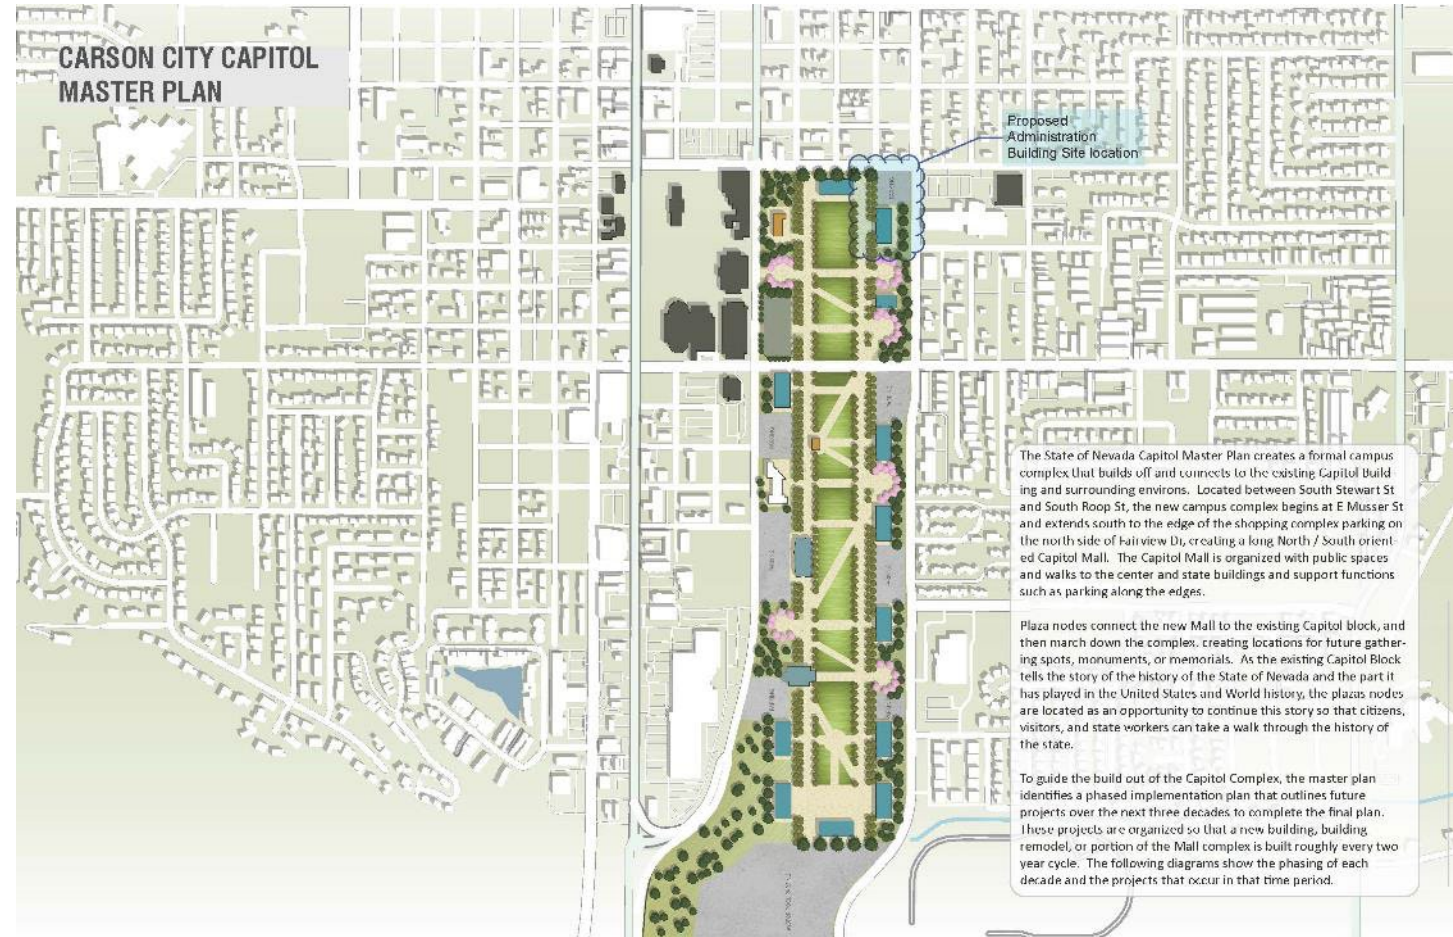 CARSON CITY CAPITOL
MASTER PLAN
Proposed
Administration
Building Site location
The State of Nevada Capitol Master Plan creates a formal campus
complex that builds off and connects to the existing Capitol Build
ing and surrounding environs.  Located between South Stewart St
and South Roop St, the new campus complex begins at E Musser St
and extends south to the edge of the shopping complex parking on
the north side of Fairview Dr, creating a long North / South orient-
ed Capitol Mall.  The Capitol Mall is organized with public spaces
and walks to the center and state buildings and support functions
such as parking along the edges.
Plaza nodes connect the new Mall to the existing Capitol block, and
then march down the complex, creating locations for future gather-
ing spots, monuments, or memorials.  As the existing Capitol Block
tells the story of the history of the State of Nevada and the part it
has played in the United States and World history, the plazas nodes
are located as an opportunity to continue this story so that citizens,
visitors, and state workers can take a walk through the history of
the state.
To guide the build out of the Capitol Complex, the master plan
identifies a phased implementation plan that outlines future
projects over the next three decades to complete the final plan.
These projects are organized so that a new building, building
remodel, or portion of the Mall complex is built roughly every two
year cycle.  The following diagrams show the phasing of each
decade and the projects that occur in that time period.